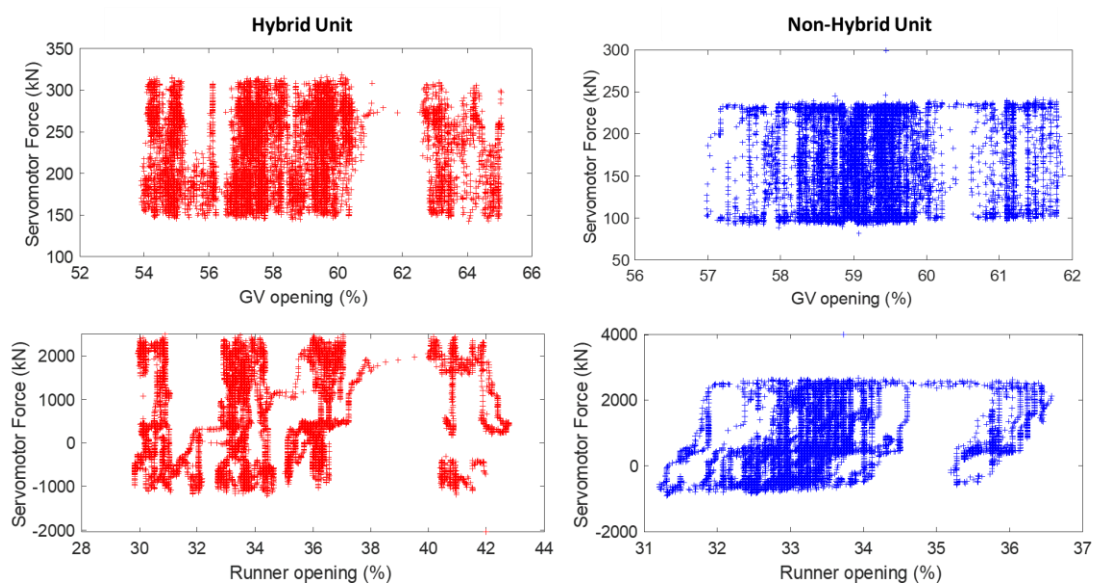 Hybrid Unit
350
300
250
200
150
100
Servomotor Force (kN)
52 54 56 58 60 62 64 66
GV opening (%)
Non-Hybrid Unit
300
250
200
150
100
50
Servomotor Force (kN)
56 57 58 59 60 61 62
GV opening (%)
2000
1000
0
-1000
-2000
Servomotor Force (kN)
28 30 32 34 36 38 40 42 44
Runner opening (%)
4000
2000
0
-2000
Servomotor Force (kN)
31 32 33 34 35 36 37
Runner opening (%)